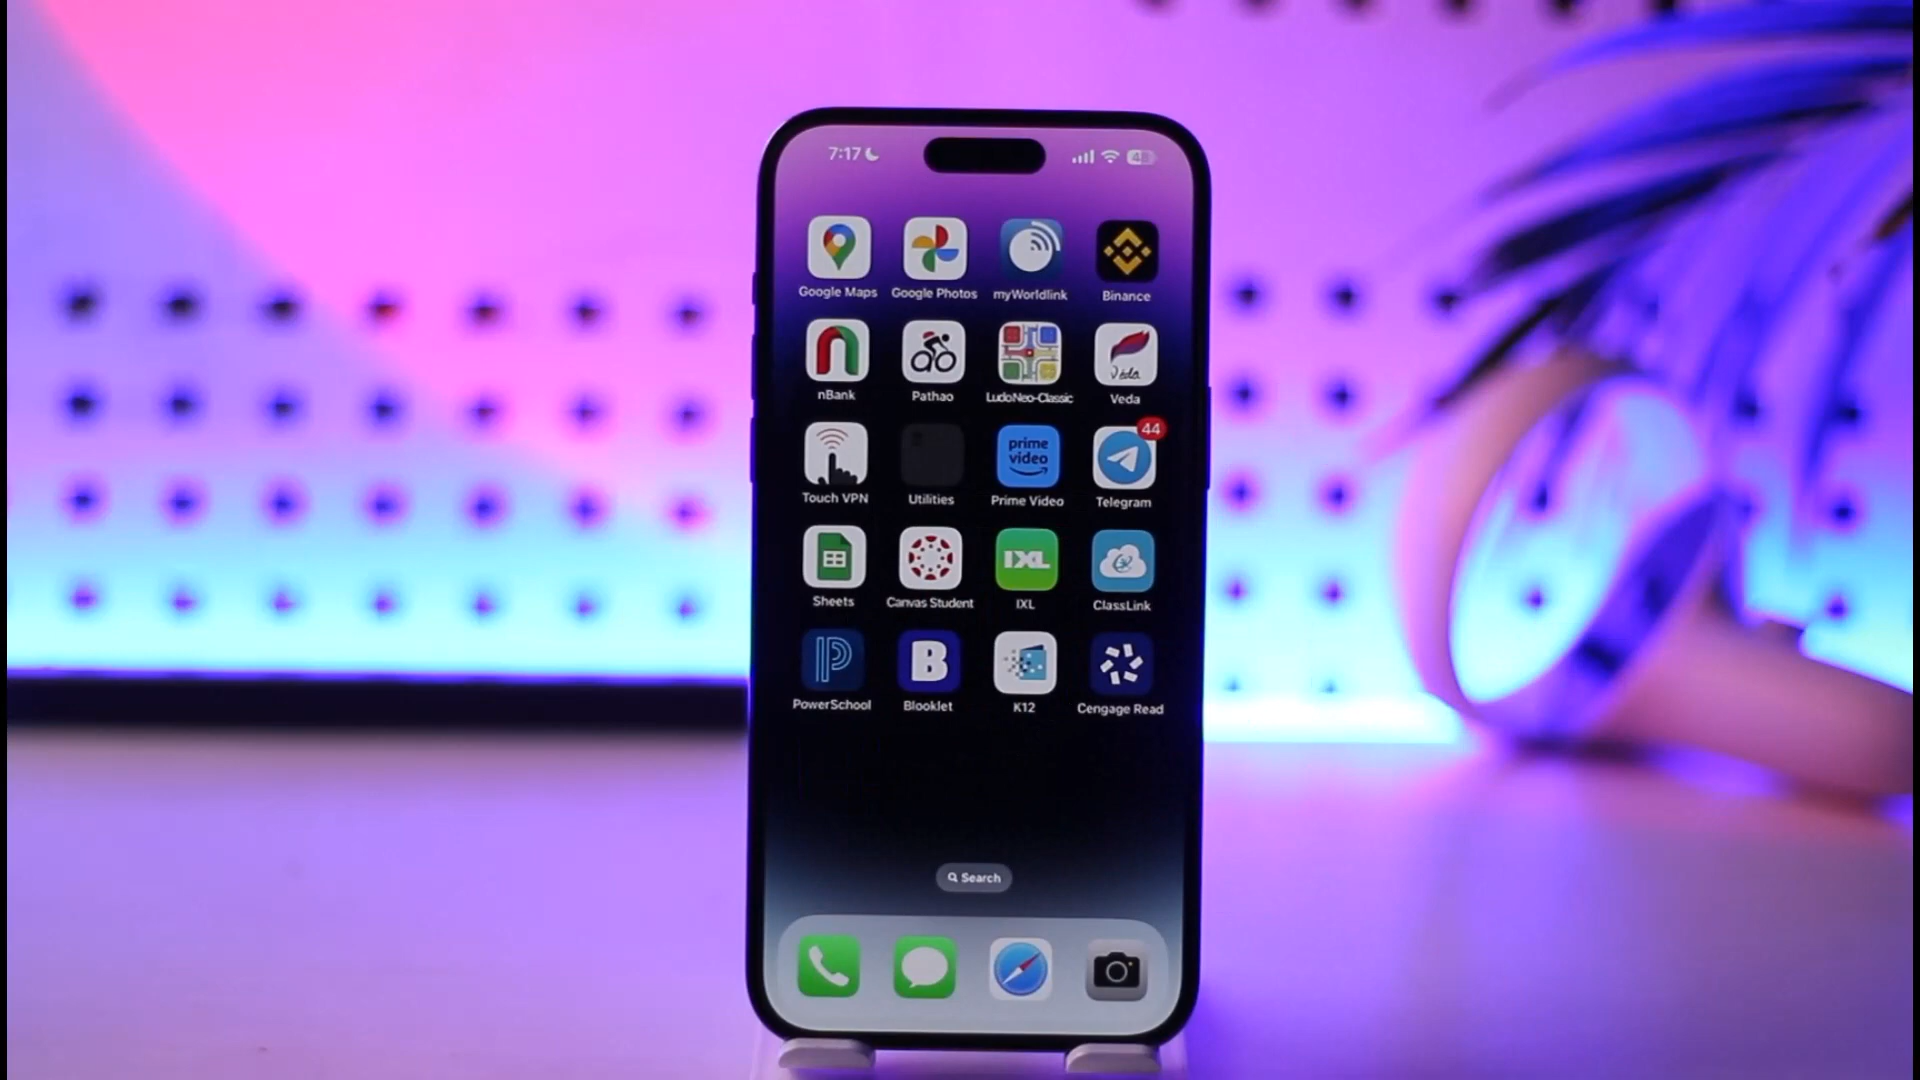 7:17
Google Maps Google Photos myWorldlink Binance
nBank Pathao LudoNeo-Classic Veda
Veda
prime
video
44
Touch VPN Utilities Prime Video Telegram
IXL
Sheets Canvas Student IXL ClassLink
B
PowerSchool Blooklet K12 Cengage Read
Search